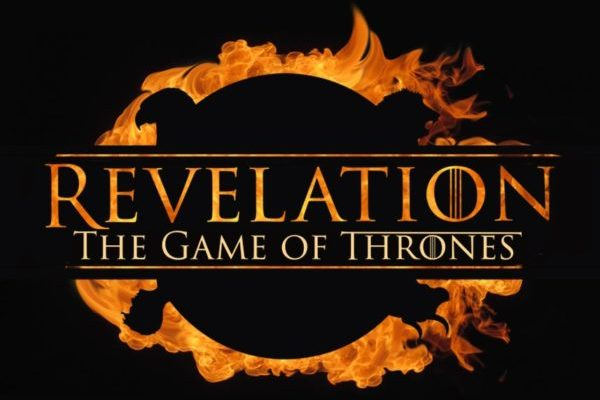 REVELATION
THE GAME OF THRONES